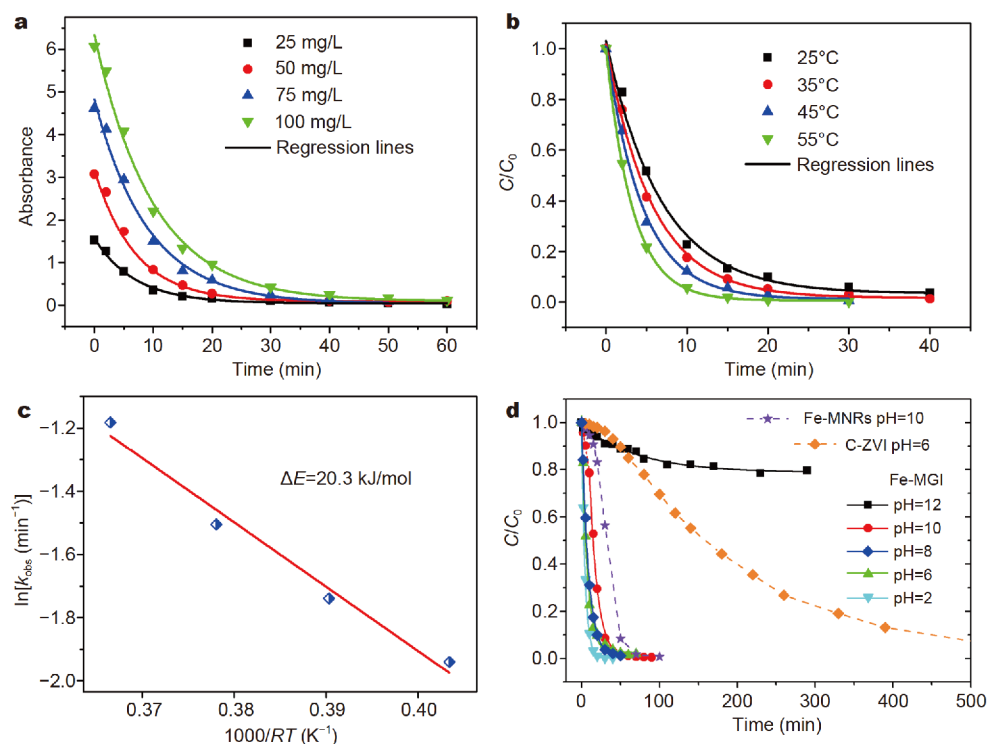 a
6
5
4
3
2
1
0
Absorbance
25 mg/L
50 mg/L
75 mg/L
100 mg/L
Regression lines
0 10 20 30 40 50 60
Time (min)
b
1.0
0.8
0.6
0.4
0.2
0.0
C/C₀
25°C
35°C
45°C
55°C
Regression lines
0 10 20 30 40
Time (min)
c
−1.2
−1.4
−1.6
−1.8
−2.0
ln[k_obs (min⁻¹)]
ΔE=20.3 kJ/mol
0.37 0.38 0.39 0.40
1000/RT (K⁻¹)
d
1.0
0.8
0.6
0.4
0.2
0.0
C/C₀
Fe-MNRs pH=10
C-ZVI pH=6
Fe-MGI
pH=12
pH=10
pH=8
pH=6
pH=2
0 100 200 300 400 500
Time (min)